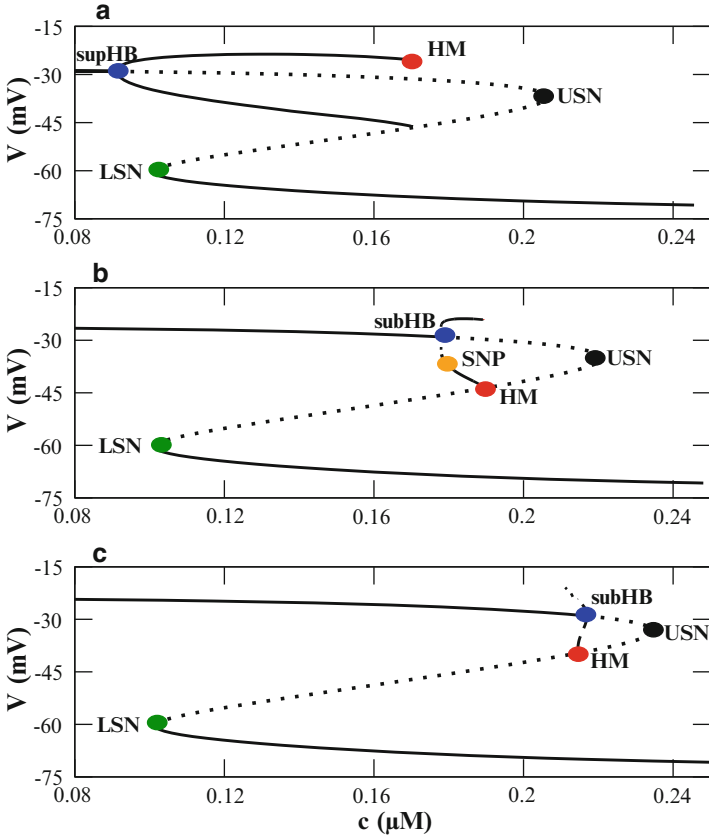 a
-15
-30
-45
-60
-75
V (mV)
supHB
HM
USN
LSN
0.08
0.12
0.16
0.2
0.24
b
-15
-30
-45
-60
-75
V (mV)
subHB
SNP
USN
HM
LSN
0.08
0.12
0.16
0.2
0.24
c
-15
-30
-45
-60
-75
V (mV)
subHB
USN
HM
LSN
0.08
0.12
0.16
0.2
0.24
c (μM)